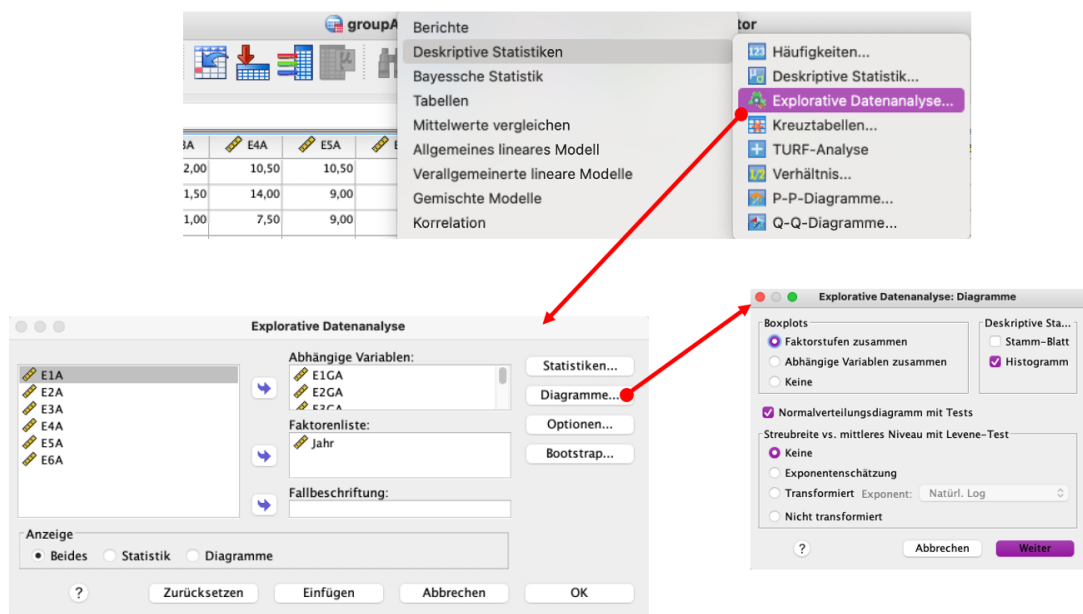 groupA
tor
Berichte
Deskriptive Statistiken
Bayessche Statistik
Tabellen
Mittelwerte vergleichen
Allgemeines lineares Modell
Verallgemeinerte lineare Modelle
Gemischte Modelle
Korrelation
Häufigkeiten...
Deskriptive Statistik...
Explorative Datenanalyse...
Kreuztabellen...
TURF-Analyse
Verhältnis...
P-P-Diagramme...
Q-Q-Diagramme...
3A E4A E5A
2,00 10,50 10,50
1,50 14,00 9,00
1,00 7,50 9,00
Explorative Datenanalyse
E1A
E2A
E3A
E4A
E5A
E6A
Abhängige Variablen:
E1GA
E2GA
E3GA
Faktorenliste:
Jahr
Fallbeschriftung:
Statistiken...
Diagramme...
Optionen...
Bootstrap...
Anzeige
Beides Statistik Diagramme
? Zurücksetzen Einfügen Abbrechen OK
Explorative Datenanalyse: Diagramme
Boxplots
Faktorstufen zusammen
Abhängige Variablen zusammen
Keine
Deskriptive Sta...
Stamm-Blatt
Histogramm
Normalverteilungsdiagramm mit Tests
Streubreite vs. mittleres Niveau mit Levene-Test
Keine
Exponentenschätzung
Transformiert Exponent: Natürl. Log
Nicht transformiert
? Abbrechen Weiter